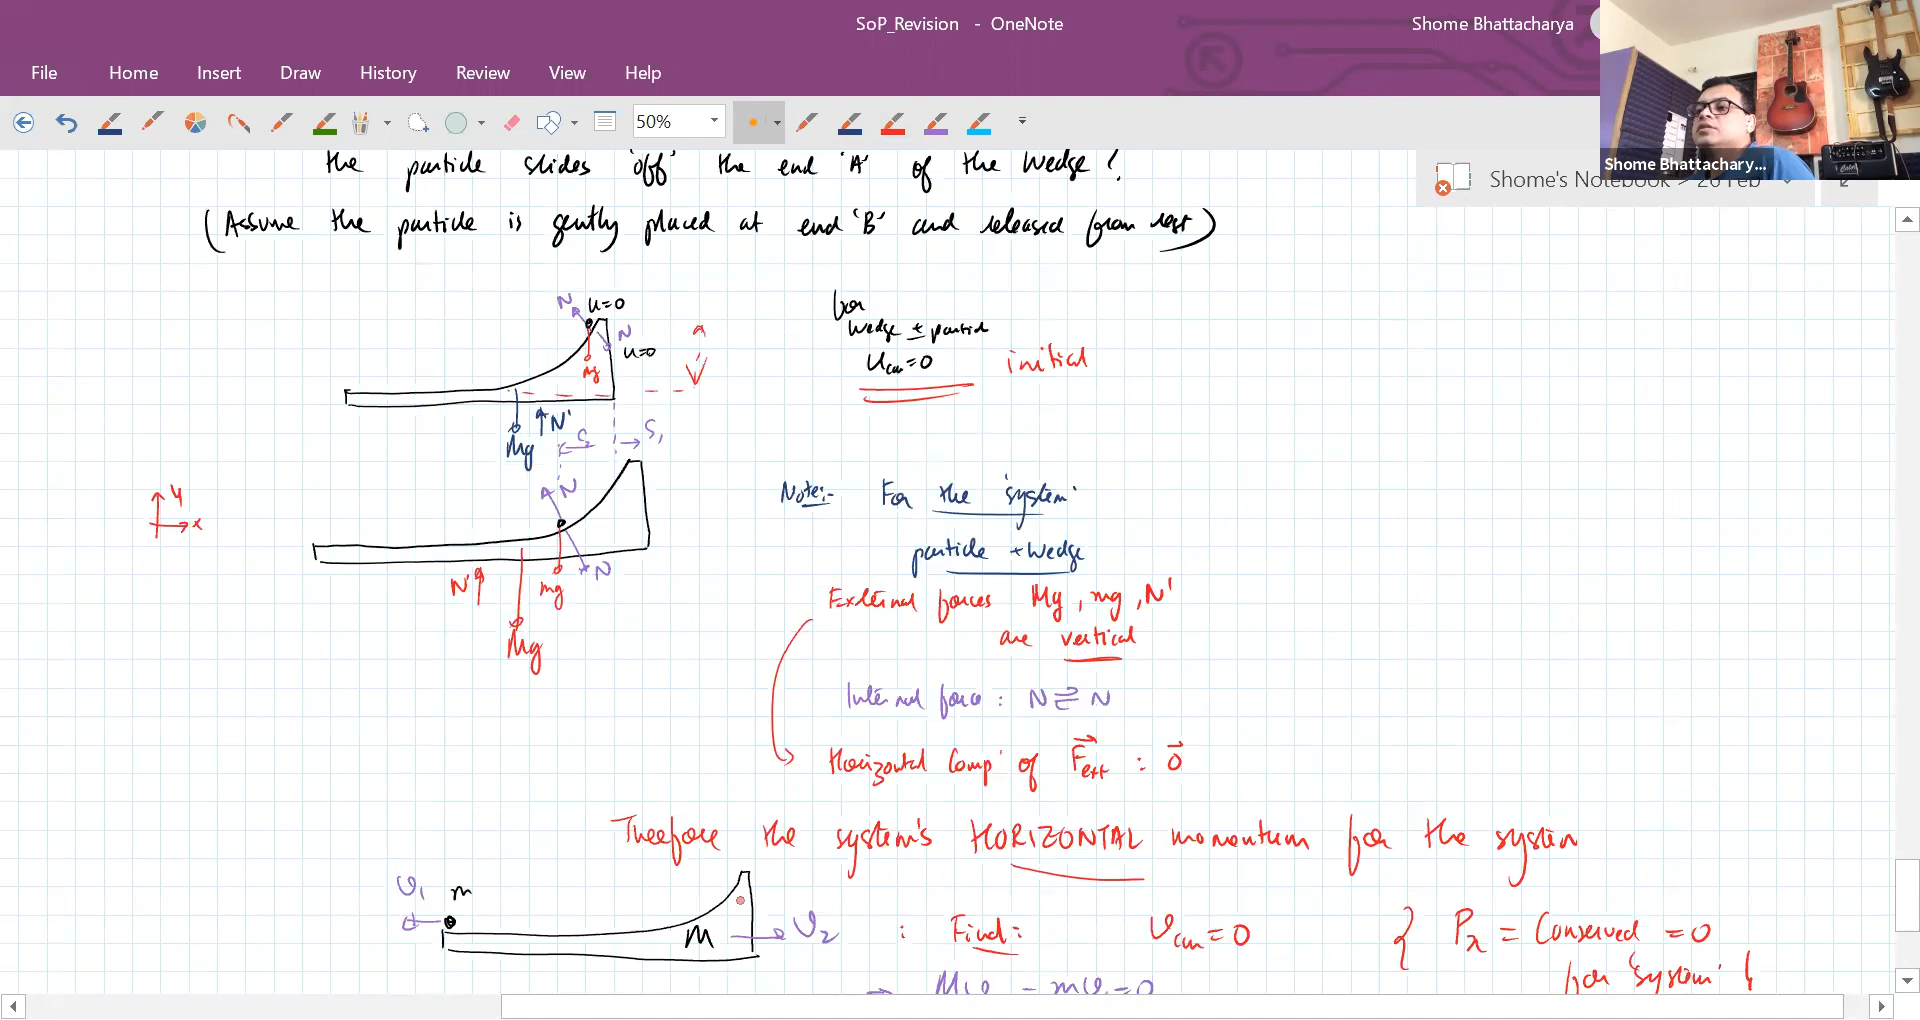 SoP_Revision - OneNote
Shome Bhattacharya
File Home Insert Draw History Review View Help
50%
Shome Bhattachary...
Shome's Notebook > 26 Feb
the particle slides 'off' the end 'A' of the wedge?
(Assume the particle is gently placed at end 'B' and released from rest)
N u=0
N
u=0
mg
N'
Mg
S₁
for
wedge + particle
Ucm=0 initial
y
x
N
N
N'
mg
Mg
Note:- For the 'system'
particle + wedge
External forces Mg, mg, N'
are vertical
Internal force : N ⇄ N
Horizontal Comp of F→ext : 0→
Therefore the system's HORIZONTAL momentum for the system
v₁ m
M v₂ : Find: Vcm=0 { Px = Conserved =0
for 'system'